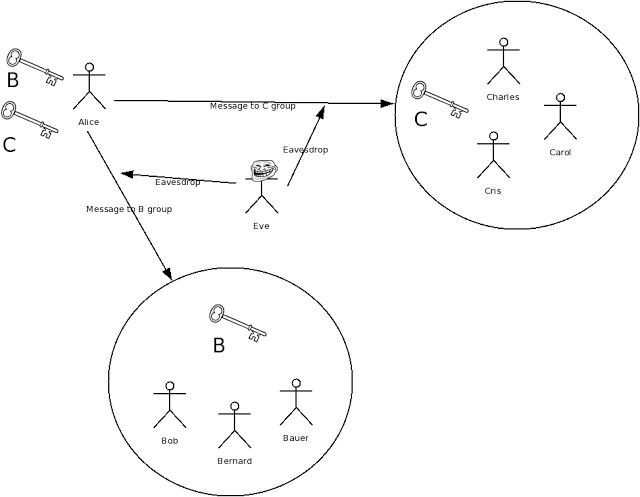 B
C
Alice
Message to C group
Charles
C
Carol
Cris
Eavesdrop
Eavesdrop
Message to B group
Eve
B
Bob
Bernard
Bauer